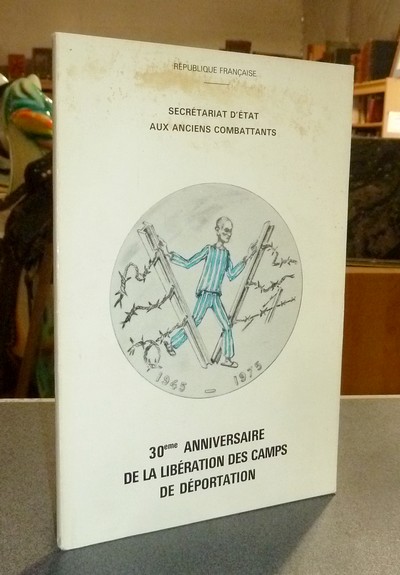 RÉPUBLIQUE FRANÇAISE
SECRÉTARIAT D'ÉTAT
AUX ANCIENS COMBATTANTS
1945 - 1975
30eme ANNIVERSAIRE
DE LA LIBÉRATION DES CAMPS
DE DÉPORTATION